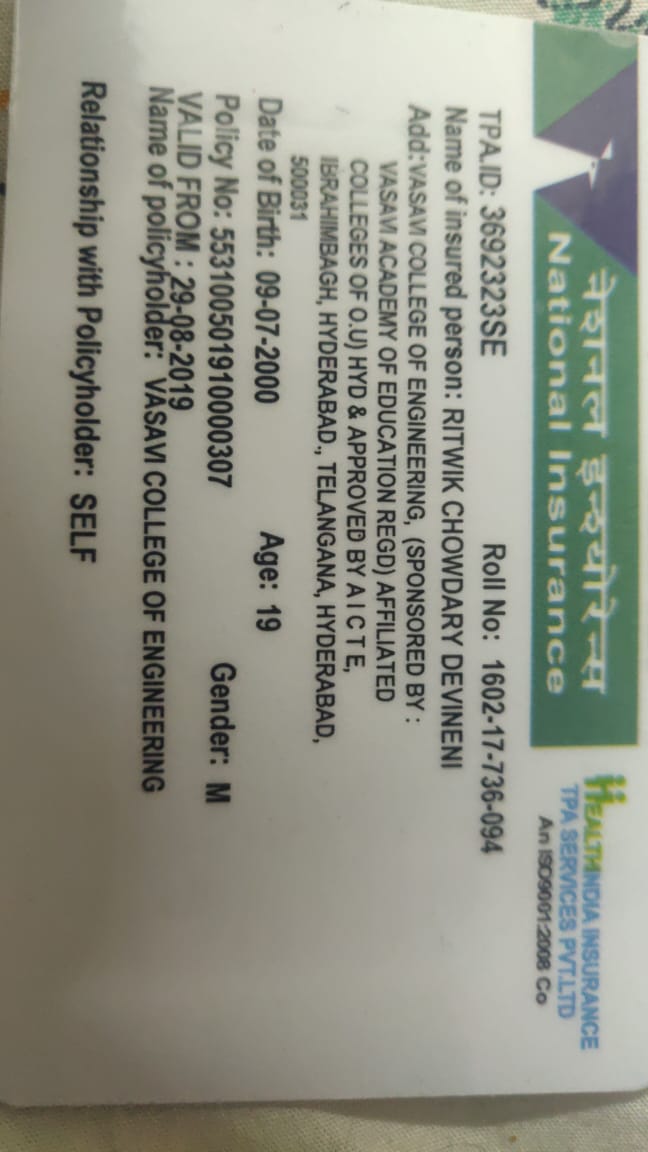 नेशनल इन्श्योरेन्स
National Insurance
HEALTHINDIA INSURANCE
TPA SERVICES PVT.LTD
An ISO9001:2008 Co
TPA.ID: 3692323SE Roll No: 1602-17-736-094
Name of insured person: RITWIK CHOWDARY DEVINENI
Add:VASAVI COLLEGE OF ENGINEERING, (SPONSORED BY :
VASAVI ACADEMY OF EDUCATION REGD) AFFILIATED
COLLEGES OF O.U) HYD & APPROVED BY A I C T E,
IBRAHIMBAGH, HYDERABAD., TELANGANA, HYDERABAD,
500031
Date of Birth: 09-07-2000 Age: 19
Policy No: 553100501910000307 Gender: M
VALID FROM : 29-08-2019
Name of policyholder: VASAVI COLLEGE OF ENGINEERING
Relationship with Policyholder: SELF